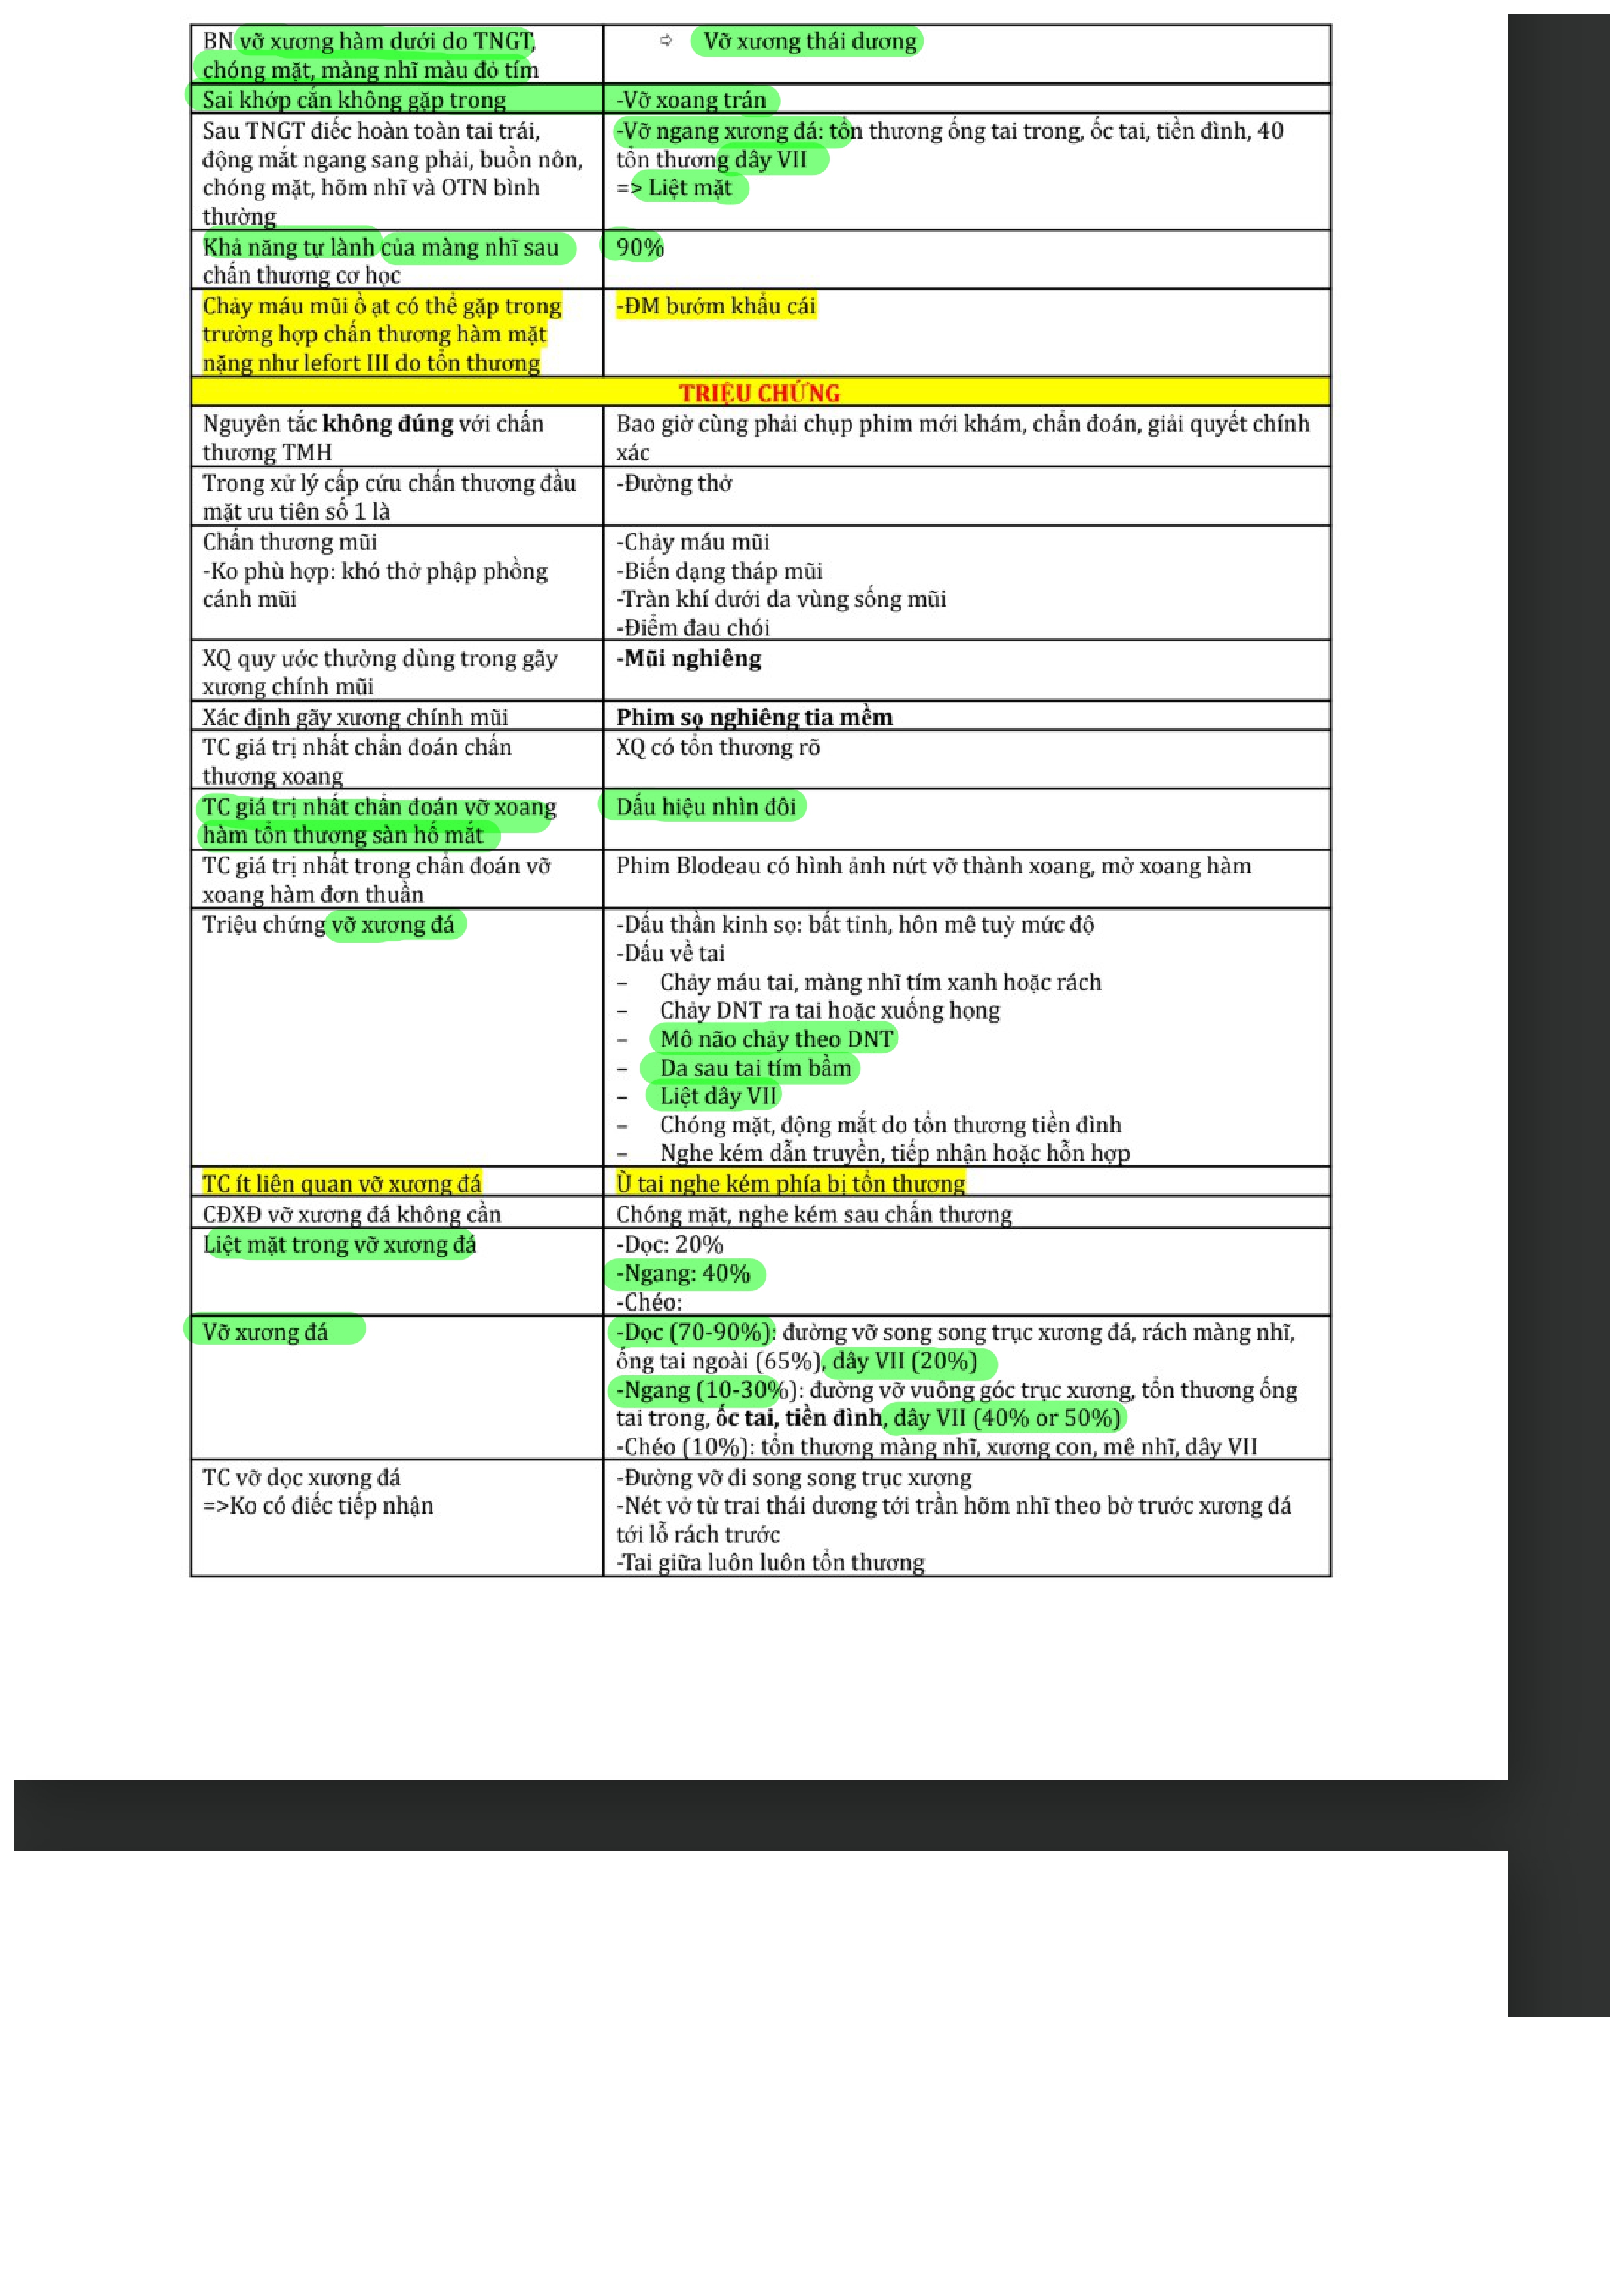 BN vỡ xương hàm dưới do TNGT,
chóng mặt, màng nhĩ màu đỏ tím
⇨ Vỡ xương thái dương
Sai khớp cắn không gặp trong
-Vỡ xoang trán
Sau TNGT điếc hoàn toàn tai trái,
động mắt ngang sang phải, buồn nôn,
chóng mặt, hõm nhĩ và OTN bình
thường
-Vỡ ngang xương đá: tổn thương ống tai trong, ốc tai, tiền đình, 40
tổn thương dây VII
=> Liệt mặt
Khả năng tự lành của màng nhĩ sau
chấn thương cơ học
90%
Chảy máu mũi ồ ạt có thể gặp trong
trường hợp chấn thương hàm mặt
nặng như lefort III do tổn thương
-ĐM bướm khẩu cái
TRIỆU CHỨNG
Nguyên tắc không đúng với chấn
thương TMH
Bao giờ cùng phải chụp phim mới khám, chẩn đoán, giải quyết chính
xác
Trong xử lý cấp cứu chấn thương đầu
mặt ưu tiên số 1 là
-Đường thở
Chấn thương mũi
-Ko phù hợp: khó thở phập phồng
cánh mũi
-Chảy máu mũi
-Biến dạng tháp mũi
-Tràn khí dưới da vùng sống mũi
-Điểm đau chói
XQ quy ước thường dùng trong gãy
xương chính mũi
-Mũi nghiêng
Xác định gãy xương chính mũi
Phim sọ nghiêng tia mềm
TC giá trị nhất chẩn đoán chấn
thương xoang
XQ có tổn thương rõ
TC giá trị nhất chẩn đoán vỡ xoang
hàm tổn thương sàn hố mắt
Dấu hiệu nhìn đôi
TC giá trị nhất trong chẩn đoán vỡ
xoang hàm đơn thuần
Phim Blodeau có hình ảnh nứt vỡ thành xoang, mờ xoang hàm
Triệu chứng vỡ xương đá
-Dấu thần kinh sọ: bất tỉnh, hôn mê tuỳ mức độ
-Dấu về tai
– Chảy máu tai, màng nhĩ tím xanh hoặc rách
– Chảy DNT ra tai hoặc xuống họng
– Mô não chảy theo DNT
– Da sau tai tím bầm
– Liệt dây VII
– Chóng mặt, động mắt do tổn thương tiền đình
– Nghe kém dẫn truyền, tiếp nhận hoặc hỗn hợp
TC ít liên quan vỡ xương đá
Ù tai nghe kém phía bị tổn thương
CĐXĐ vỡ xương đá không cần
Chóng mặt, nghe kém sau chấn thương
Liệt mặt trong vỡ xương đá
-Dọc: 20%
-Ngang: 40%
-Chéo:
Vỡ xương đá
-Dọc (70-90%): đường vỡ song song trục xương đá, rách màng nhĩ,
ống tai ngoài (65%), dây VII (20%)
-Ngang (10-30%): đường vỡ vuông góc trục xương, tổn thương ống
tai trong, ốc tai, tiền đình, dây VII (40% or 50%)
-Chéo (10%): tổn thương màng nhĩ, xương con, mê nhĩ, dây VII
TC vỡ dọc xương đá
=>Ko có điếc tiếp nhận
-Đường vỡ đi song song trục xương
-Nét vở từ trai thái dương tới trần hõm nhĩ theo bờ trước xương đá
tới lỗ rách trước
-Tai giữa luôn luôn tổn thương